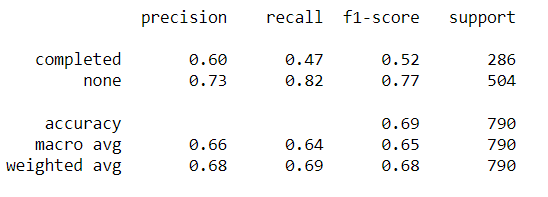 precision recall f1-score support
completed 0.60 0.47 0.52 286
none 0.73 0.82 0.77 504
accuracy 0.69 790
macro avg 0.66 0.64 0.65 790
weighted avg 0.68 0.69 0.68 790